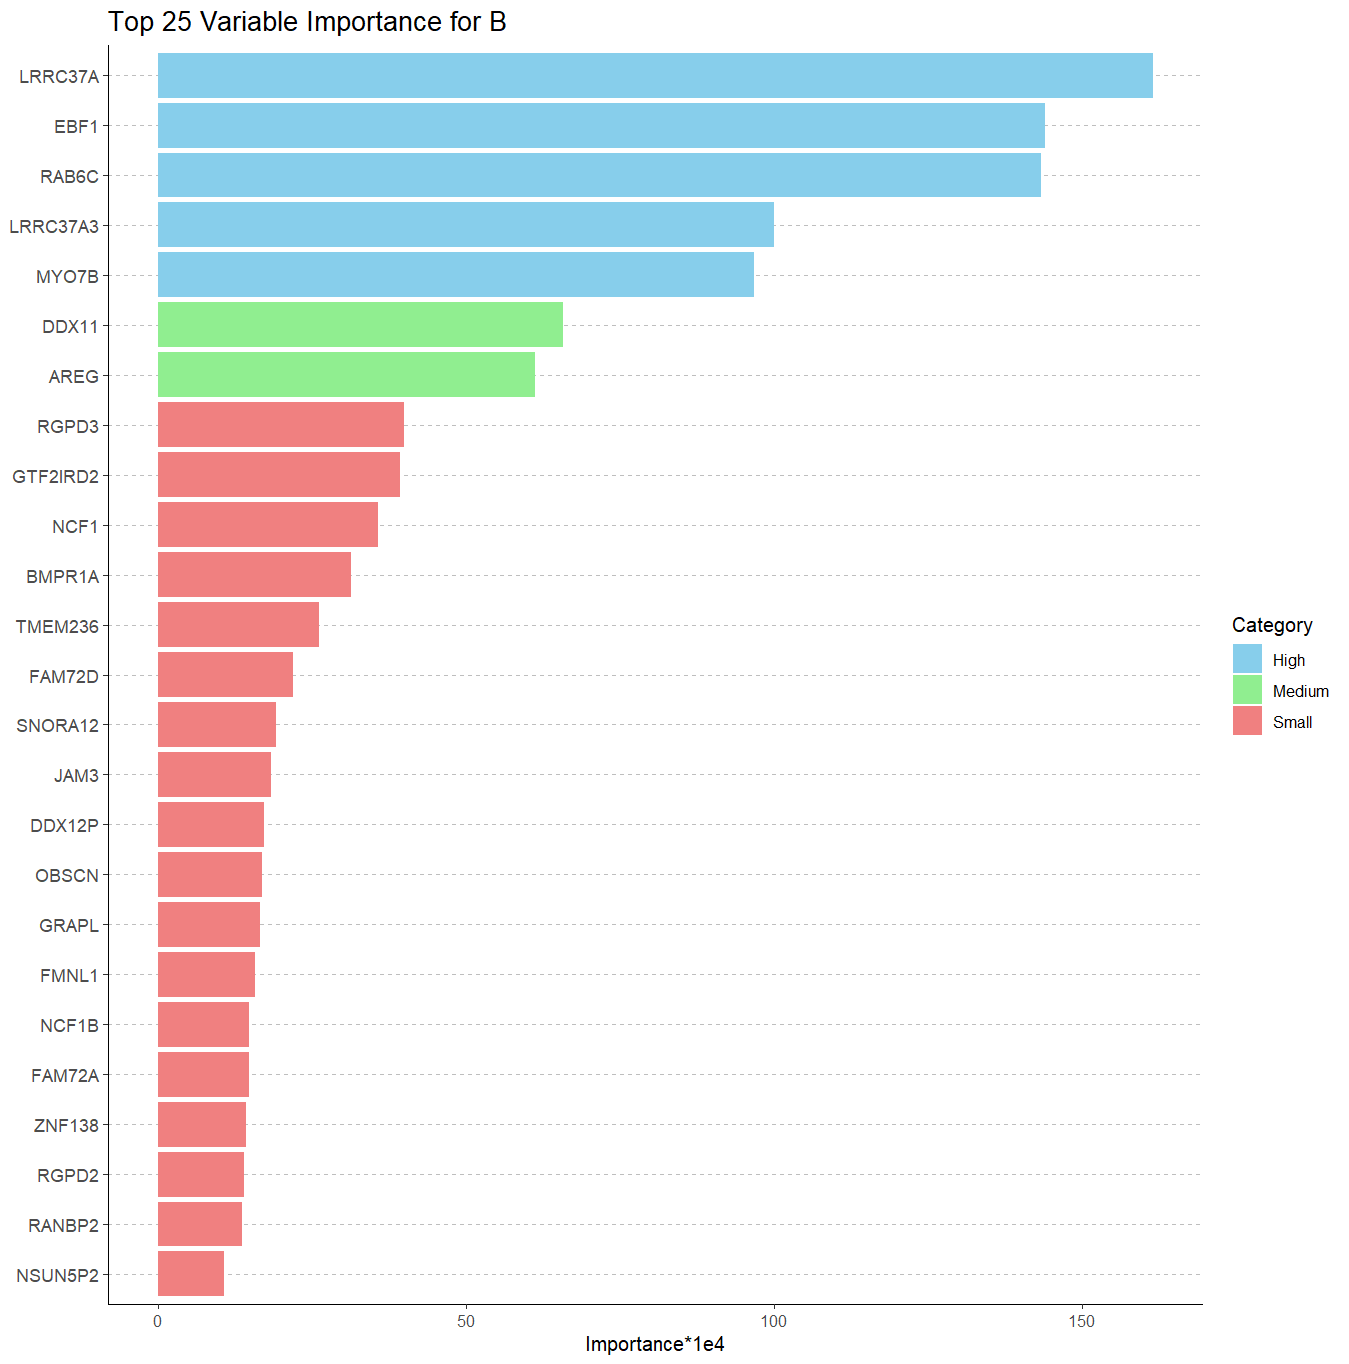 Top 25 Variable Importance for B
LRRC37A
EBF1
RAB6C
LRRC37A3
MYO7B
DDX11
AREG
RGPD3
GTF2IRD2
NCF1
BMPR1A
TMEM236
FAM72D
SNORA12
JAM3
DDX12P
OBSCN
GRAPL
FMNL1
NCF1B
FAM72A
ZNF138
RGPD2
RANBP2
NSUN5P2
0 50 100 150
Importance*1e4
Category
High
Medium
Small